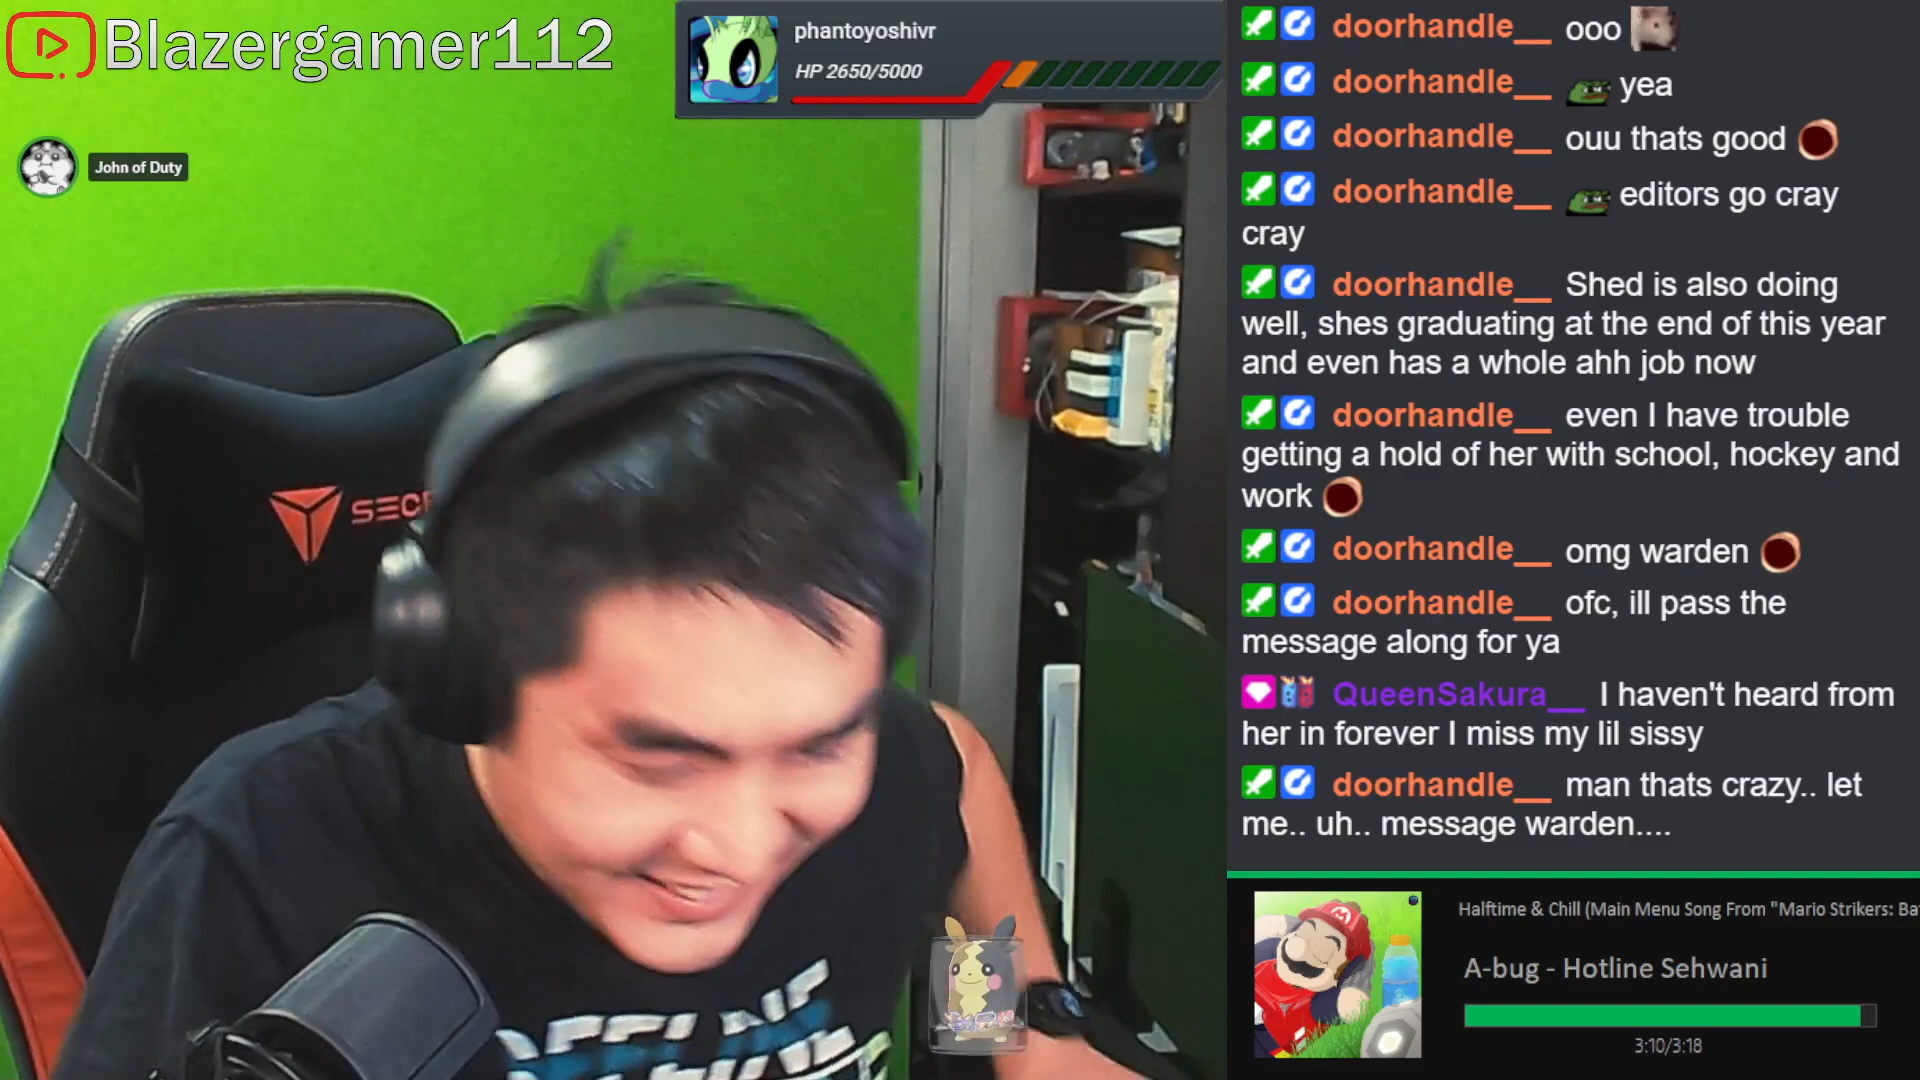 Blazergamer112
phantoyoshivr
HP 2650/5000
John of Duty
doorhandle__ ooo
doorhandle__ yea
doorhandle__ ouu thats good
doorhandle__ editors go cray
cray
doorhandle__ Shed is also doing
well, shes graduating at the end of this year
and even has a whole ahh job now
doorhandle__ even I have trouble
getting a hold of her with school, hockey and
work
doorhandle__ omg warden
doorhandle__ ofc, ill pass the
message along for ya
QueenSakura__ I haven't heard from
her in forever I miss my lil sissy
doorhandle__ man thats crazy.. let
me.. uh.. message warden....
Halftime & Chill (Main Menu Song From "Mario Strikers: Ba
A-bug - Hotline Sehwani
3:10/3:18